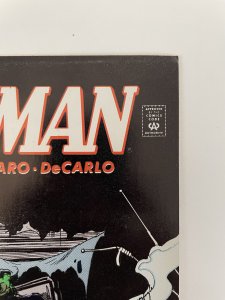 MAN
APPROVED
BY THE
COMICS
CODE
AUTHORITY
ARO • DeCARLO